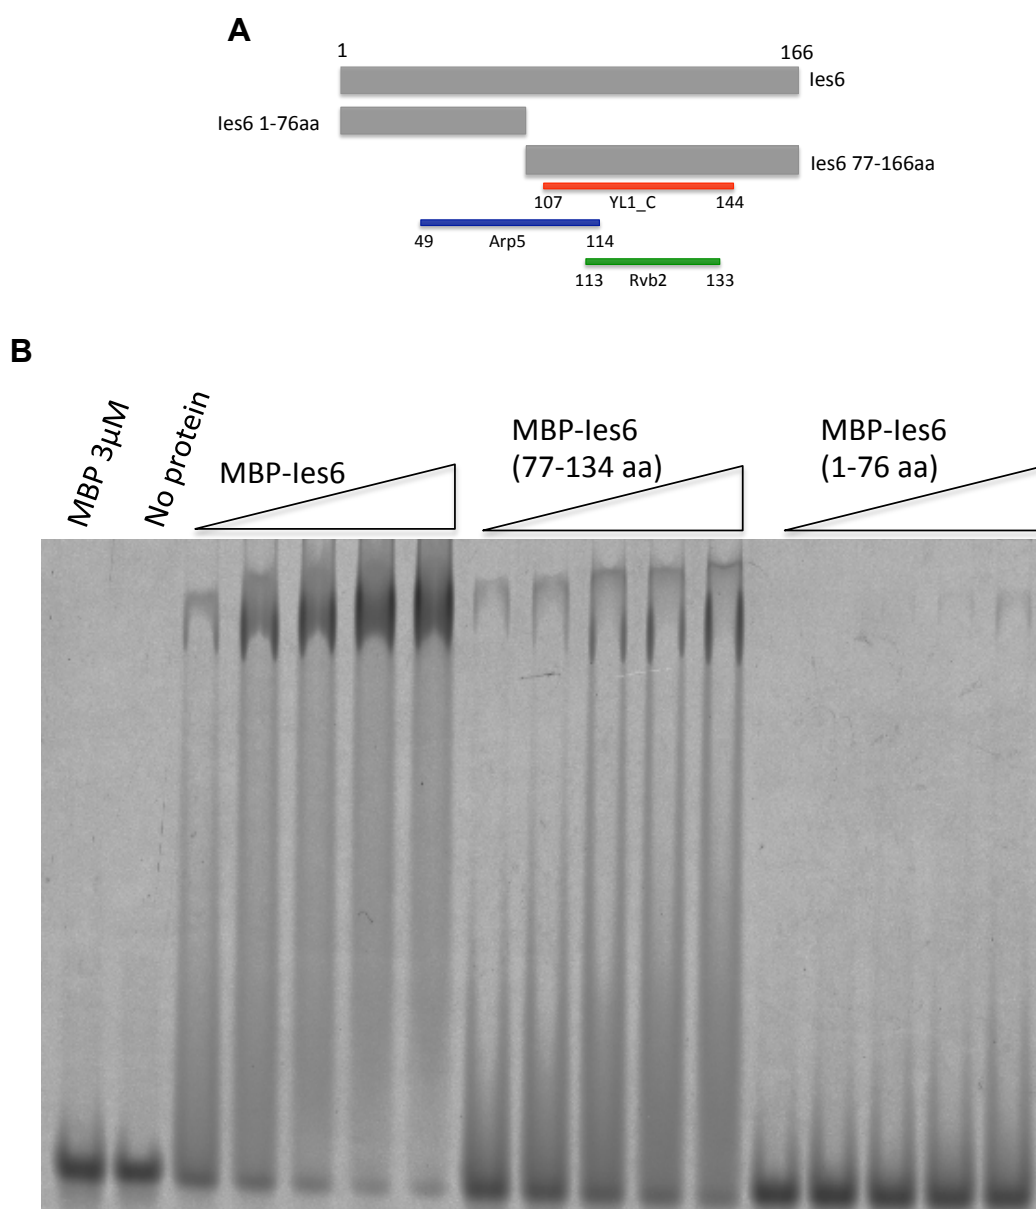 A
1
166
Ies6
Ies6 1-76aa
Ies6 77-166aa
107 YL1_C 144
49 Arp5 114
113 Rvb2 133
B
MBP 3µM
No protein
MBP-Ies6
MBP-Ies6
(77-134 aa)
MBP-Ies6
(1-76 aa)